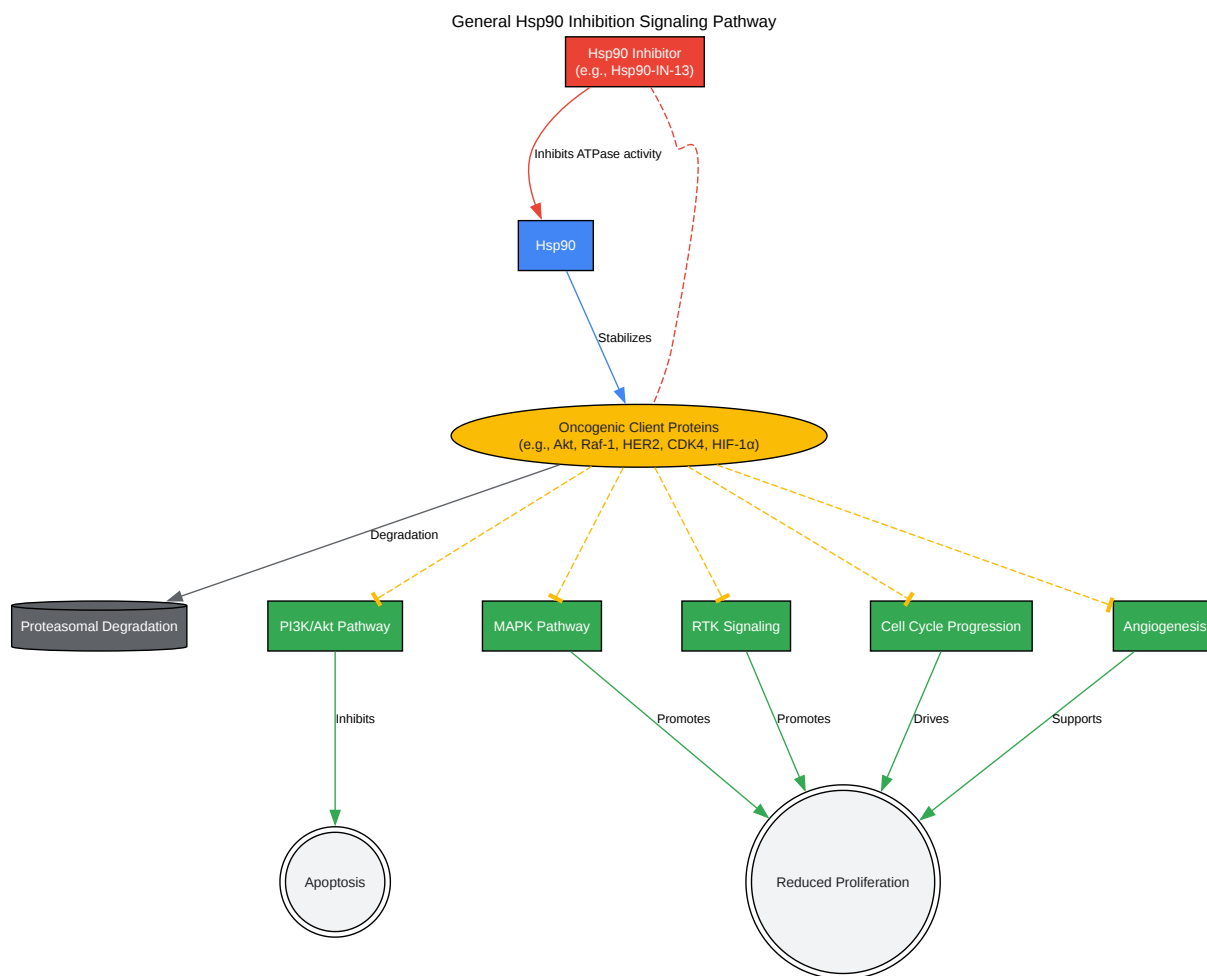 General Hsp90 Inhibition Signaling Pathway
Hsp90 Inhibitor
(e.g., Hsp90-IN-13)
Inhibits ATPase activity
Hsp90
Stabilizes
Oncogenic Client Proteins
(e.g., Akt, Raf-1, HER2, CDK4, HIF-1α)
Degradation
Proteasomal Degradation
PI3K/Akt Pathway
MAPK Pathway
RTK Signaling
Cell Cycle Progression
Angiogenesis
Inhibits
Promotes
Promotes
Drives
Supports
Apoptosis
Reduced Proliferation